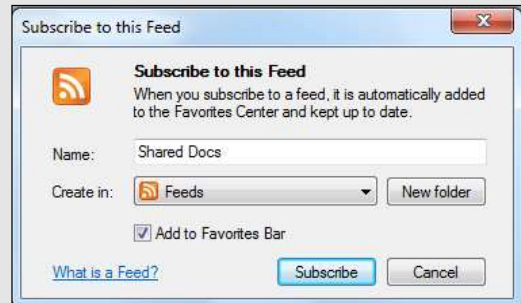 Subscribe to this Feed
Subscribe to this Feed
When you subscribe to a feed, it is automatically added
to the Favorites Center and kept up to date.
Name: Shared Docs
Create in: Feeds New folder
Add to Favorites Bar
What is a Feed? Subscribe Cancel